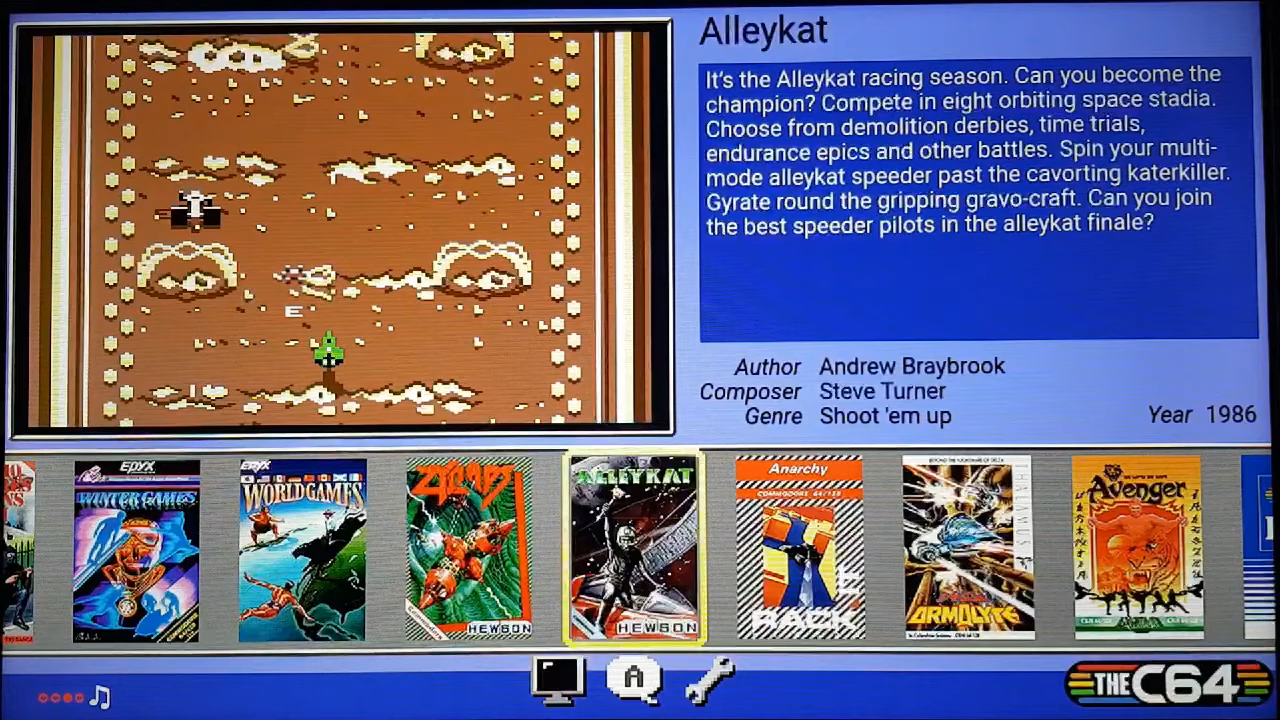 Alleykat
It's the Alleykat racing season. Can you become the
champion? Compete in eight orbiting space stadia.
Choose from demolition derbies, time trials,
endurance epics and other battles. Spin your multi-
mode alleykat speeder past the cavorting katerkiller.
Gyrate round the gripping gravo-craft. Can you join
the best speeder pilots in the alleykat finale?
E
Author Andrew Braybrook
Composer Steve Turner
Genre Shoot 'em up Year 1986
EPYX
WINTER GAMES
EPYX
WORLD GAMES
ZYNAPS
HEWSON
ALLEYKAT
HEWSON
Anarchy
COMMODORE 64/128
RACK IT
THALAMUS
ARMALYTE
Avenger
A
THE C64